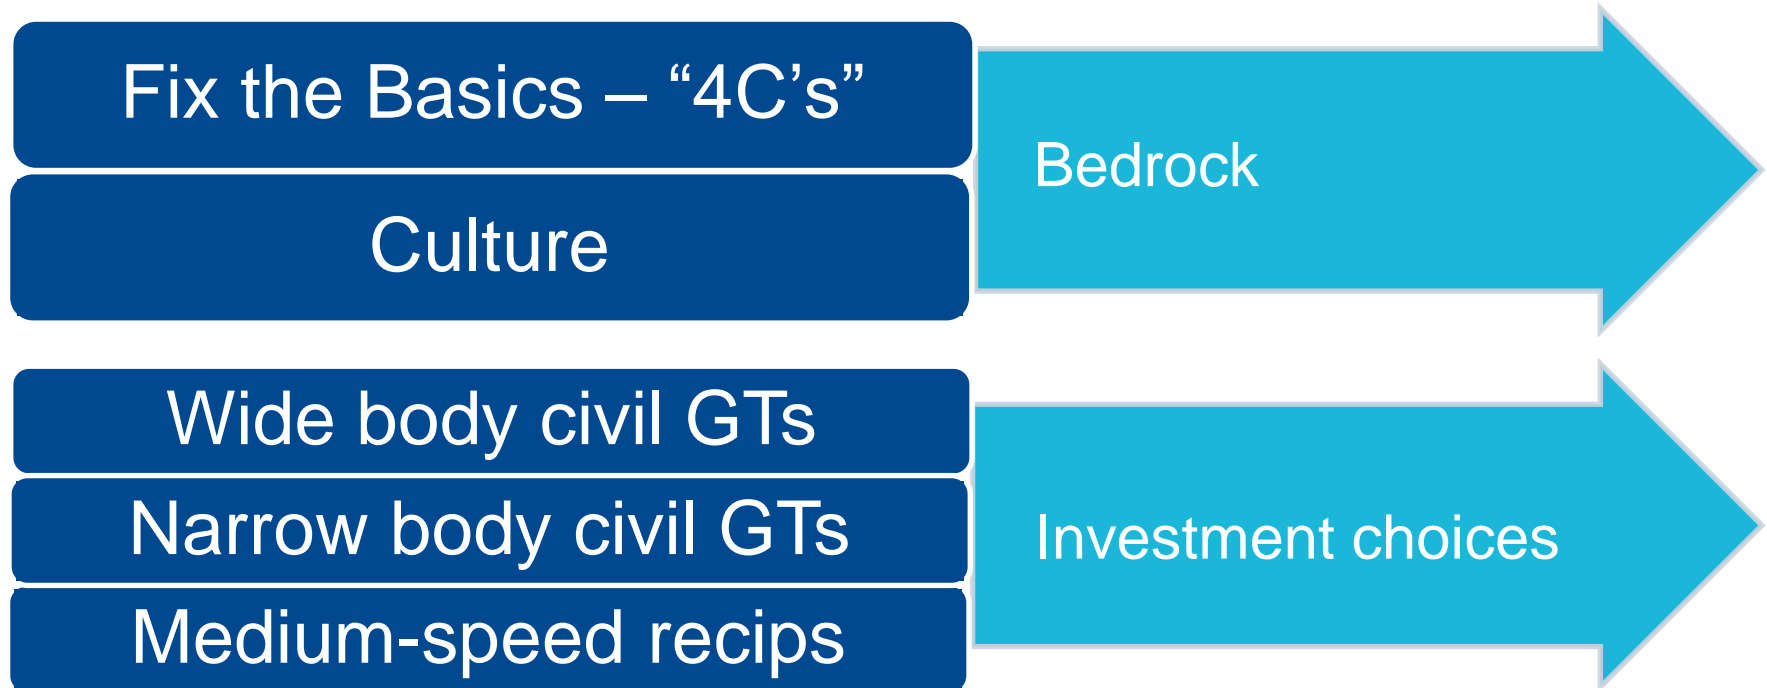 Fix the Basics – “4C’s”
Culture
Bedrock
Wide body civil GTs
Narrow body civil GTs
Medium-speed recips
Investment choices